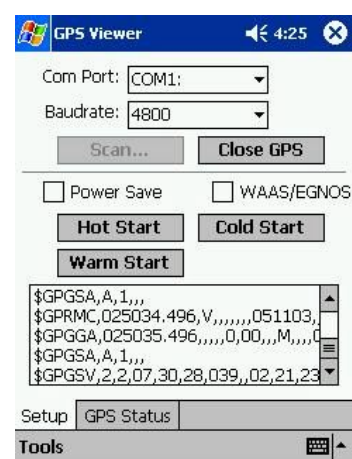 GPS Viewer 4:25
Com Port: COM1:
Baudrate: 4800
Scan... Close GPS
Power Save WAAS/EGNOS
Hot Start Cold Start
Warm Start
$GPGSA,A,1,,,
$GPRMC,025034.496,V,,,,,,,051103,
$GPGGA,025035.496,,,,,0,00,,,M,,,,0
$GPGSA,A,1,,,
$GPGSV,2,2,07,30,28,039,,02,21,23
Setup GPS Status
Tools